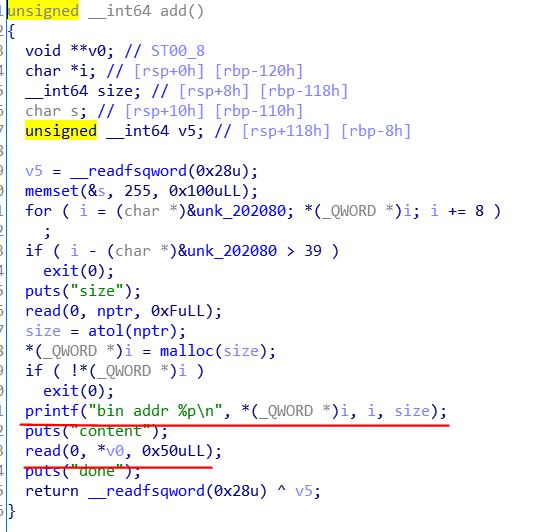 unsigned __int64 add()
{
void **v0; // ST00_8
char *i; // [rsp+0h] [rbp-120h]
__int64 size; // [rsp+8h] [rbp-118h]
char s; // [rsp+10h] [rbp-110h]
unsigned __int64 v5; // [rsp+118h] [rbp-8h]
v5 = __readfsqword(0x28u);
memset(&s, 255, 0x100uLL);
for ( i = (char *)&unk_202080; *(_QWORD *)i; i += 8 )
;
if ( i - (char *)&unk_202080 > 39 )
exit(0);
puts("size");
read(0, nptr, 0xFuLL);
size = atol(nptr);
*(_QWORD *)i = malloc(size);
if ( !*(_QWORD *)i )
exit(0);
printf("bin addr %p\n", *(_QWORD *)i, i, size);
puts("content");
read(0, *v0, 0x50uLL);
puts("done");
return __readfsqword(0x28u) ^ v5;
}